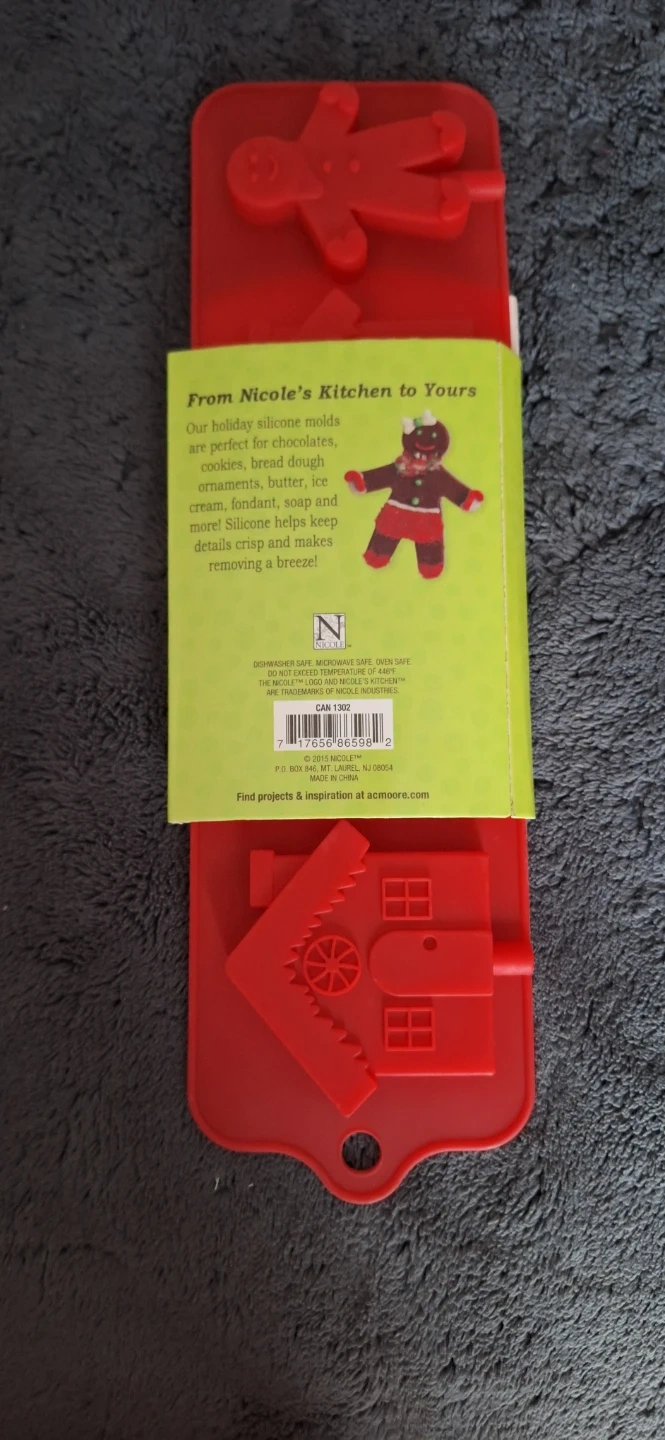 From Nicole's Kitchen to Yours
Our holiday silicone molds
are perfect for chocolates,
cookies, bread dough
ornaments, butter, ice
cream, fondant, soap and
more! Silicone helps keep
details crisp and makes
removing a breeze!
N
NICOLE™
DISHWASHER SAFE, MICROWAVE SAFE, OVEN SAFE.
DO NOT EXCEED TEMPERATURE OF 446°F
THE NICOLE™ LOGO AND NICOLE'S KITCHEN™
ARE TRADEMARKS OF NICOLE INDUSTRIES.
CAN 1302
7 17656 86598 2
© 2015 NICOLE™
P.O. BOX 846, MT. LAUREL, NJ 08054
MADE IN CHINA
Find projects & inspiration at acmoore.com